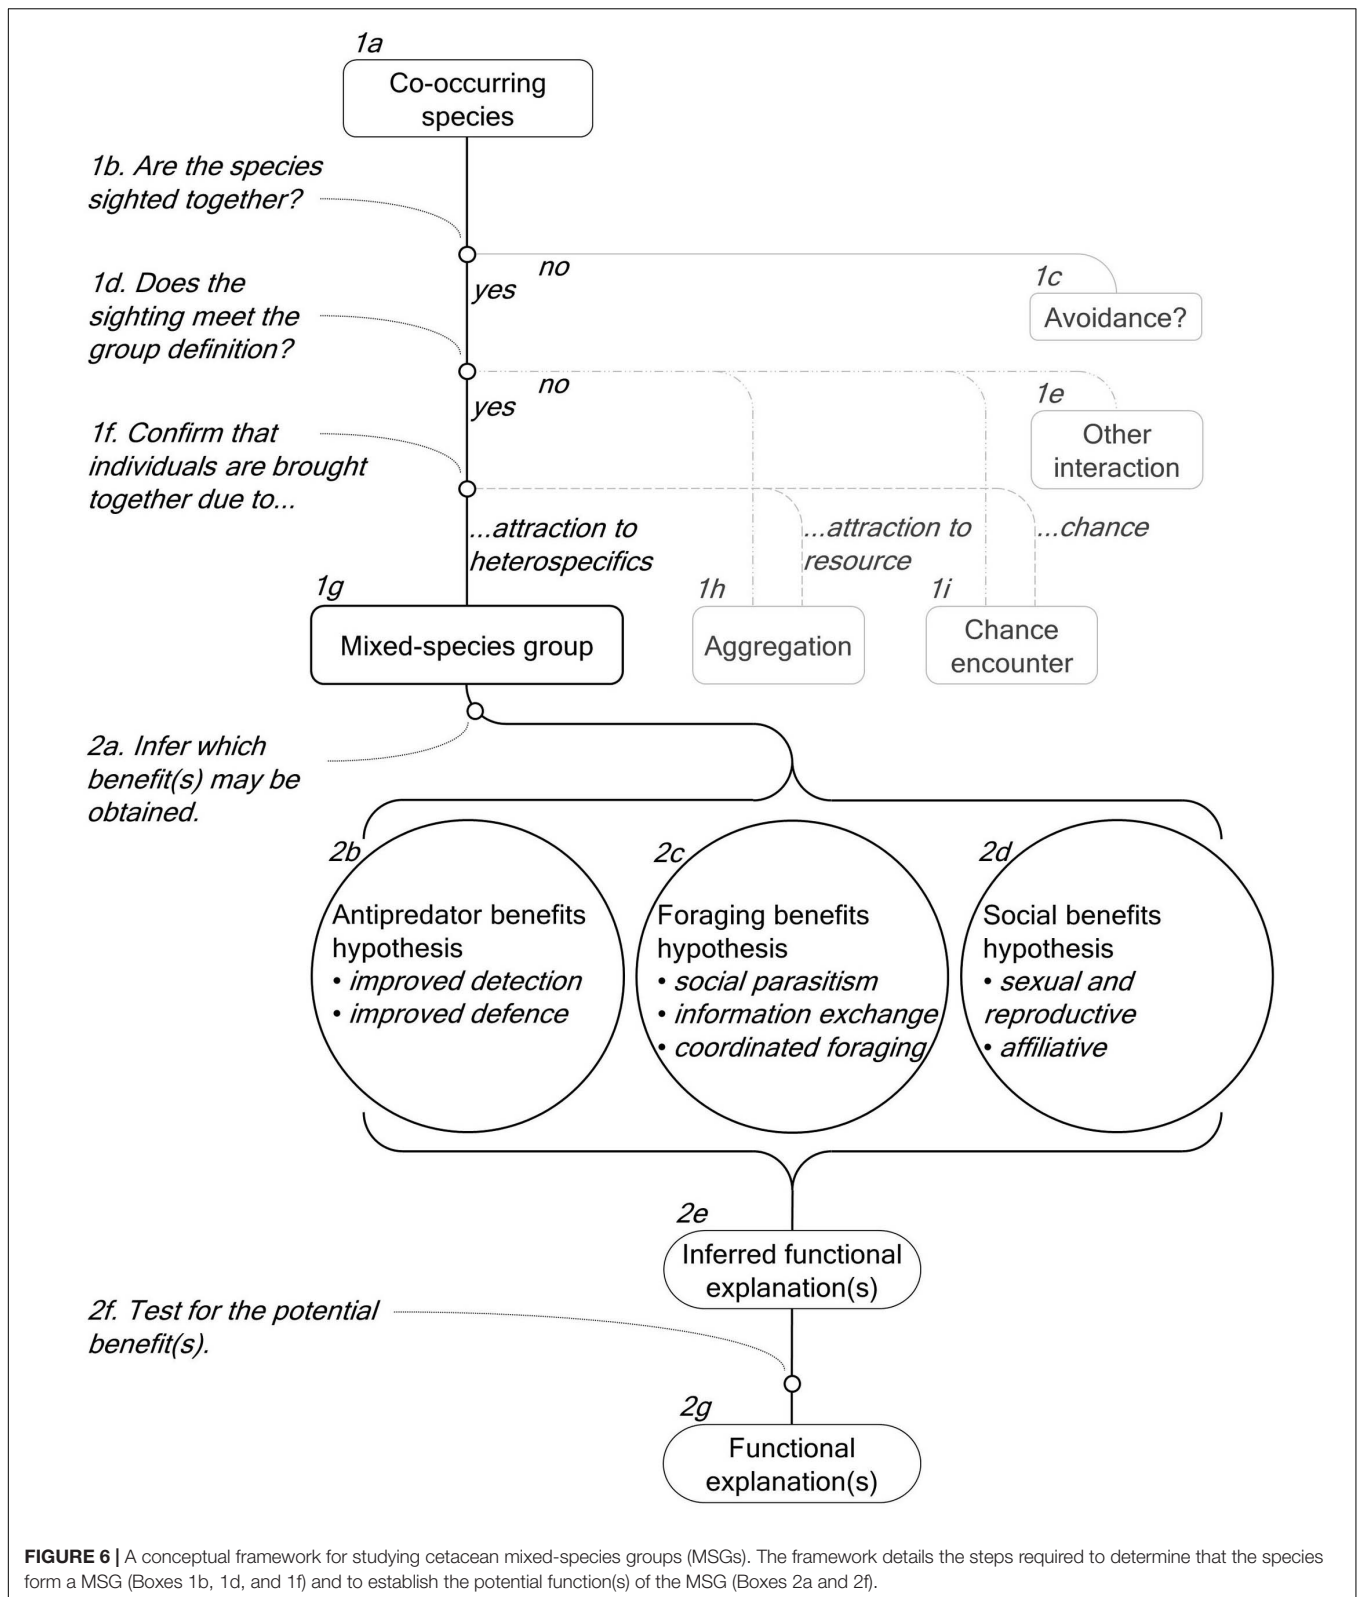 1a
Co-occurring
species
1b. Are the species
sighted together?
no
yes
1c
Avoidance?
1d. Does the
sighting meet the
group definition?
no
yes
1e
Other
interaction
1f. Confirm that
individuals are brought
together due to...
...attraction to
heterospecifics
...attraction to
resource
...chance
1g
Mixed-species group
1h
Aggregation
1i
Chance
encounter
2a. Infer which
benefit(s) may be
obtained.
2b
Antipredator benefits
hypothesis
• improved detection
• improved defence
2c
Foraging benefits
hypothesis
• social parasitism
• information exchange
• coordinated foraging
2d
Social benefits
hypothesis
• sexual and
reproductive
• affiliative
2e
Inferred functional
explanation(s)
2f. Test for the potential
benefit(s).
2g
Functional
explanation(s)
FIGURE 6 | A conceptual framework for studying cetacean mixed-species groups (MSGs). The framework details the steps required to determine that the species
form a MSG (Boxes 1b, 1d, and 1f) and to establish the potential function(s) of the MSG (Boxes 2a and 2f).